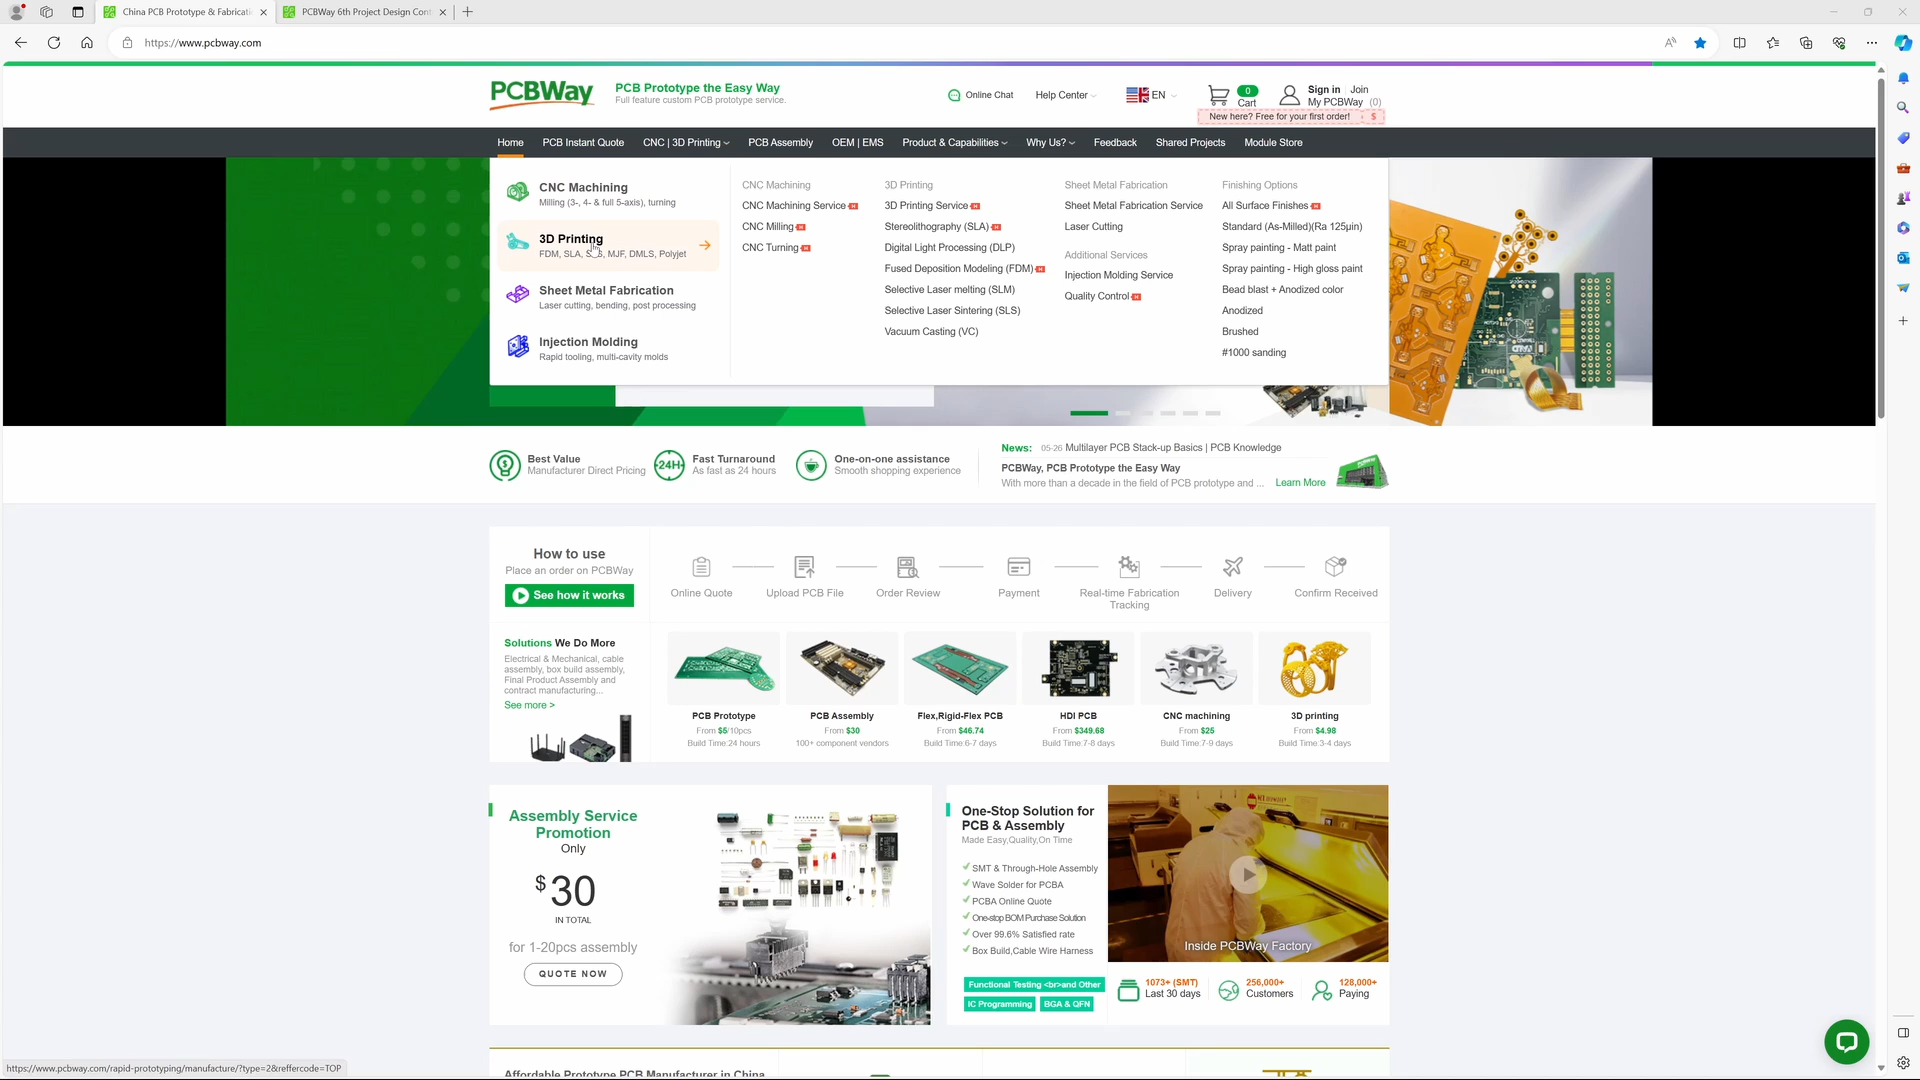 China PCB Prototype & Fabricati
PCBWay 6th Project Design Cont
https://www.pcbway.com
PCBWay
PCB Prototype the Easy Way
Full feature custom PCB prototype service.
Online Chat
Help Center
EN
0
Cart
Sign in
Join
My PCBWay (0)
New here? Free for your first order!
$
Home
PCB Instant Quote
CNC | 3D Printing
PCB Assembly
OEM | EMS
Product & Capabilities
Why Us?
Feedback
Shared Projects
Module Store
CNC Machining
Milling (3-, 4- & full 5-axis), turning
3D Printing
FDM, SLA, SLS, MJF, DMLS, Polyjet
Sheet Metal Fabrication
Laser cutting, bending, post processing
Injection Molding
Rapid tooling, multi-cavity molds
CNC Machining
CNC Machining Service
CNC Milling
CNC Turning
3D Printing
3D Printing Service
Stereolithography (SLA)
Digital Light Processing (DLP)
Fused Deposition Modeling (FDM)
Selective Laser melting (SLM)
Selective Laser Sintering (SLS)
Vacuum Casting (VC)
Sheet Metal Fabrication
Sheet Metal Fabrication Service
Laser Cutting
Additional Services
Injection Molding Service
Quality Control
Finishing Options
All Surface Finishes
Standard (As-Milled)(Ra 125µin)
Spray painting - Matt paint
Spray painting - High gloss paint
Bead blast + Anodized color
Anodized
Brushed
#1000 sanding
Best Value
Manufacturer Direct Pricing
24H
Fast Turnaround
As fast as 24 hours
One-on-one assistance
Smooth shopping experience
News: 05-26 Multilayer PCB Stack-up Basics | PCB Knowledge
PCBWay, PCB Prototype the Easy Way
With more than a decade in the field of PCB prototype and ... Learn More
How to use
Place an order on PCBWay
See how it works
Online Quote
Upload PCB File
Order Review
Payment
Real-time Fabrication
Tracking
Delivery
Confirm Received
Solutions We Do More
Electrical & Mechanical, cable
assembly, box build assembly,
Final Product Assembly and
contract manufacturing...
See more >
PCB Prototype
From $5/10pcs
Build Time:24 hours
PCB Assembly
From $30
100+ component vendors
Flex,Rigid-Flex PCB
From $46.74
Build Time:6-7 days
HDI PCB
From $349.68
Build Time:7-8 days
CNC machining
From $25
Build Time:7-9 days
3D printing
From $4.98
Build Time:3-4 days
Assembly Service
Promotion
Only
$30
IN TOTAL
for 1-20pcs assembly
QUOTE NOW
One-Stop Solution for
PCB & Assembly
Made Easy,Quality,On Time
SMT & Through-Hole Assembly
Wave Solder for PCBA
PCBA Online Quote
One-stop BOM Purchase Solution
Over 99.6% Satisfied rate
Box Build,Cable Wire Harness
Functional Testing <br>and Other
IC Programming
BGA & QFN
Inside PCBWay Factory
1073+ (SMT)
Last 30 days
256,000+
Customers
128,000+
Paying
Affordable Prototype PCB Manufacturer in China
https://www.pcbway.com/rapid-prototyping/manufacture/?type=2&reffercode=TOP